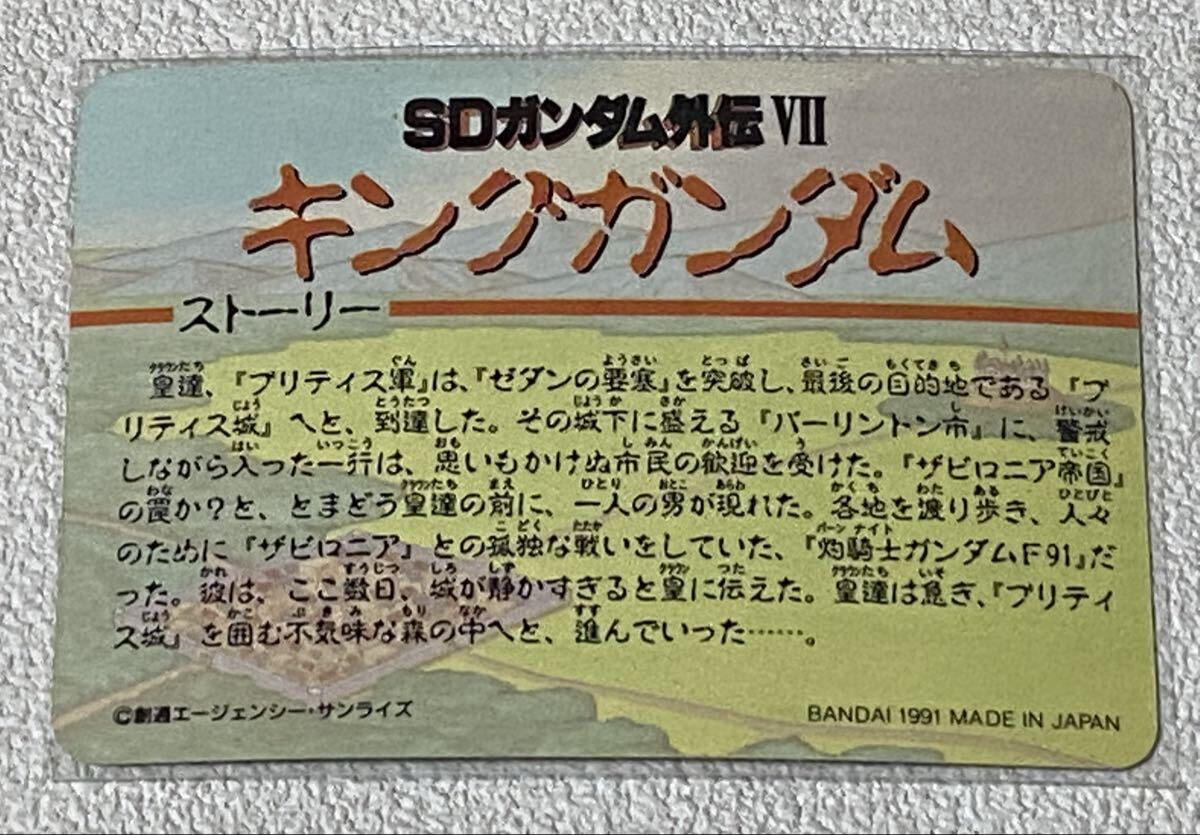 SDガンダム外伝 VII
キングガンダム
ストーリー
皇達、『ブリティス軍』は、『ゼダンの要塞』を突破し、最後の目的地である『ブ
リティス城』へと、到達した。その城下に盛える『バーリントン市』に、警戒
しながら入った一行は、思いもかけぬ市民の歓迎を受けた。『ザビロニア帝国』
の罠か?と、とまどう皇達の前に、一人の男が現れた。各地を渡り歩き、人々
のために『ザビロニア』との孤独な戦いをしていた、『灼騎士ガンダムF91』だ
った。彼は、ここ数日、城が静かすぎると皇に伝えた。皇達は急ぎ、『ブリティ
ス城』を囲む不気味な森の中へと、進んでいった……。
©創通エージェンシー・サンライズ
BANDAI 1991 MADE IN JAPAN